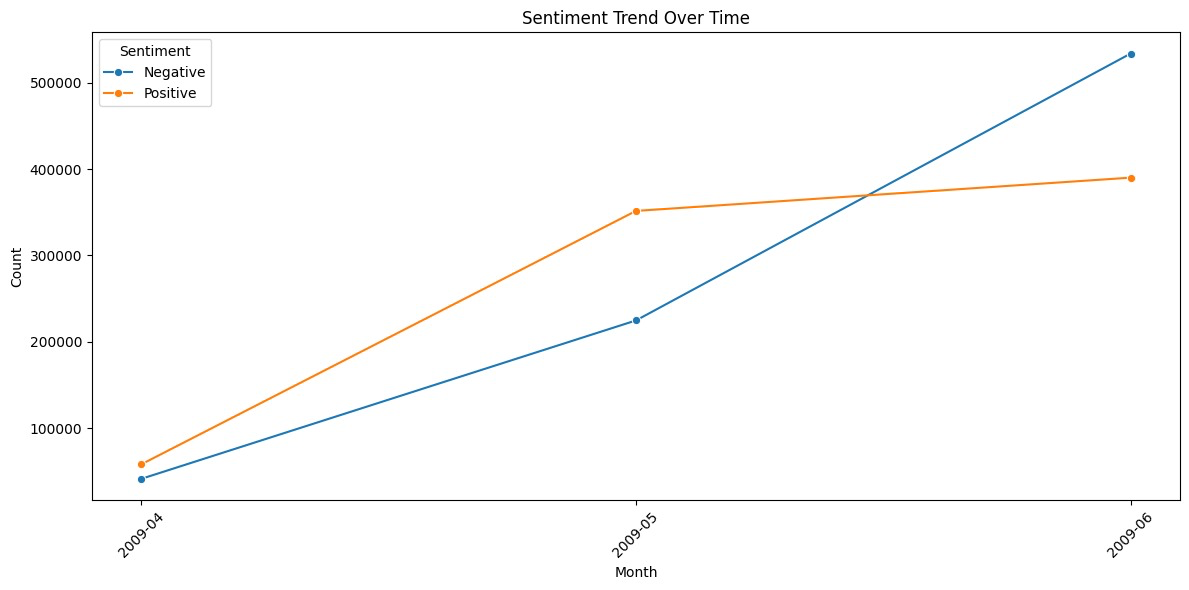 Sentiment Trend Over Time
Sentiment
Negative
Positive
500000
400000
300000
200000
100000
Count
2009-04
2009-05
2009-06
Month